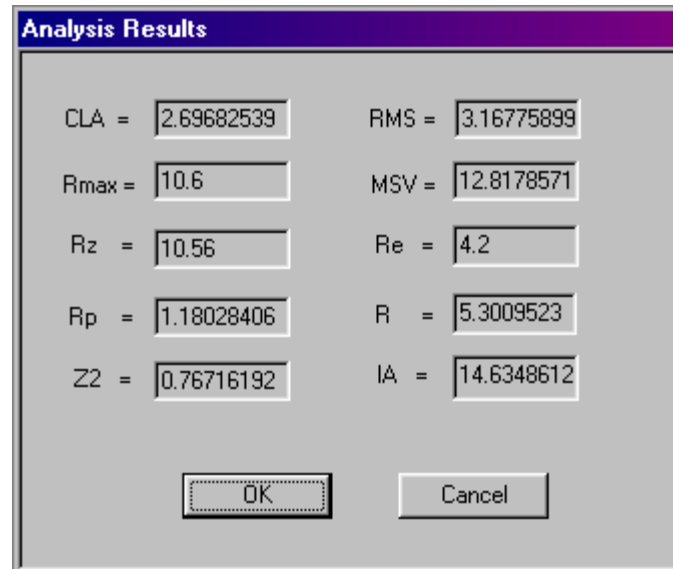 Analysis Results
CLA = 2.69682539 RMS = 3.16775899
Rmax = 10.6 MSV = 12.8178571
Rz = 10.56 Re = 4.2
Rp = 1.18028406 R = 5.3009523
Z2 = 0.76716192 IA = 14.6348612
OK Cancel